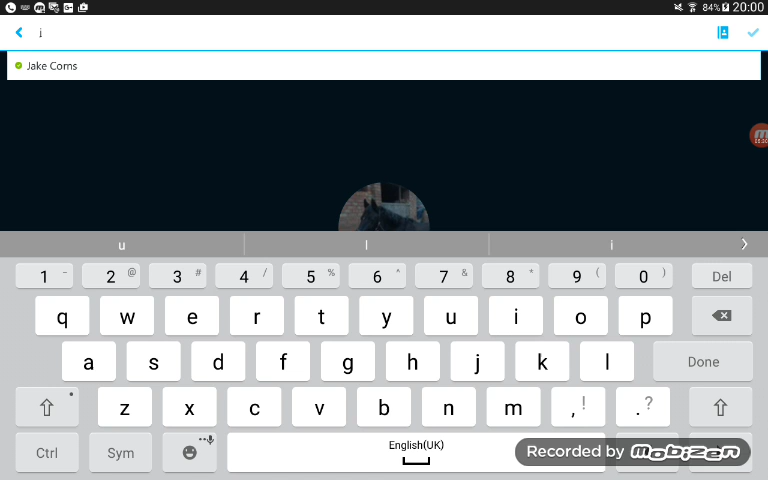 84% 20:00
j
Jake Corns
u l i
1 - 2 @ 3 # 4 / 5 % 6 ^ 7 & 8 * 9 ( 0 ) Del
q w e r t y u i o p
a s d f g h j k l Done
z x c v b n m , ! . ?
Ctrl Sym English(UK)
Recorded by mobizen